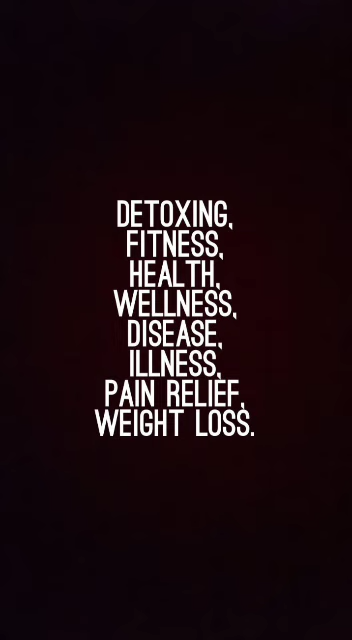 DETOXING,
FITNESS,
HEALTH,
WELLNESS,
DISEASE,
ILLNESS,
PAIN RELIEF,
WEIGHT LOSS.